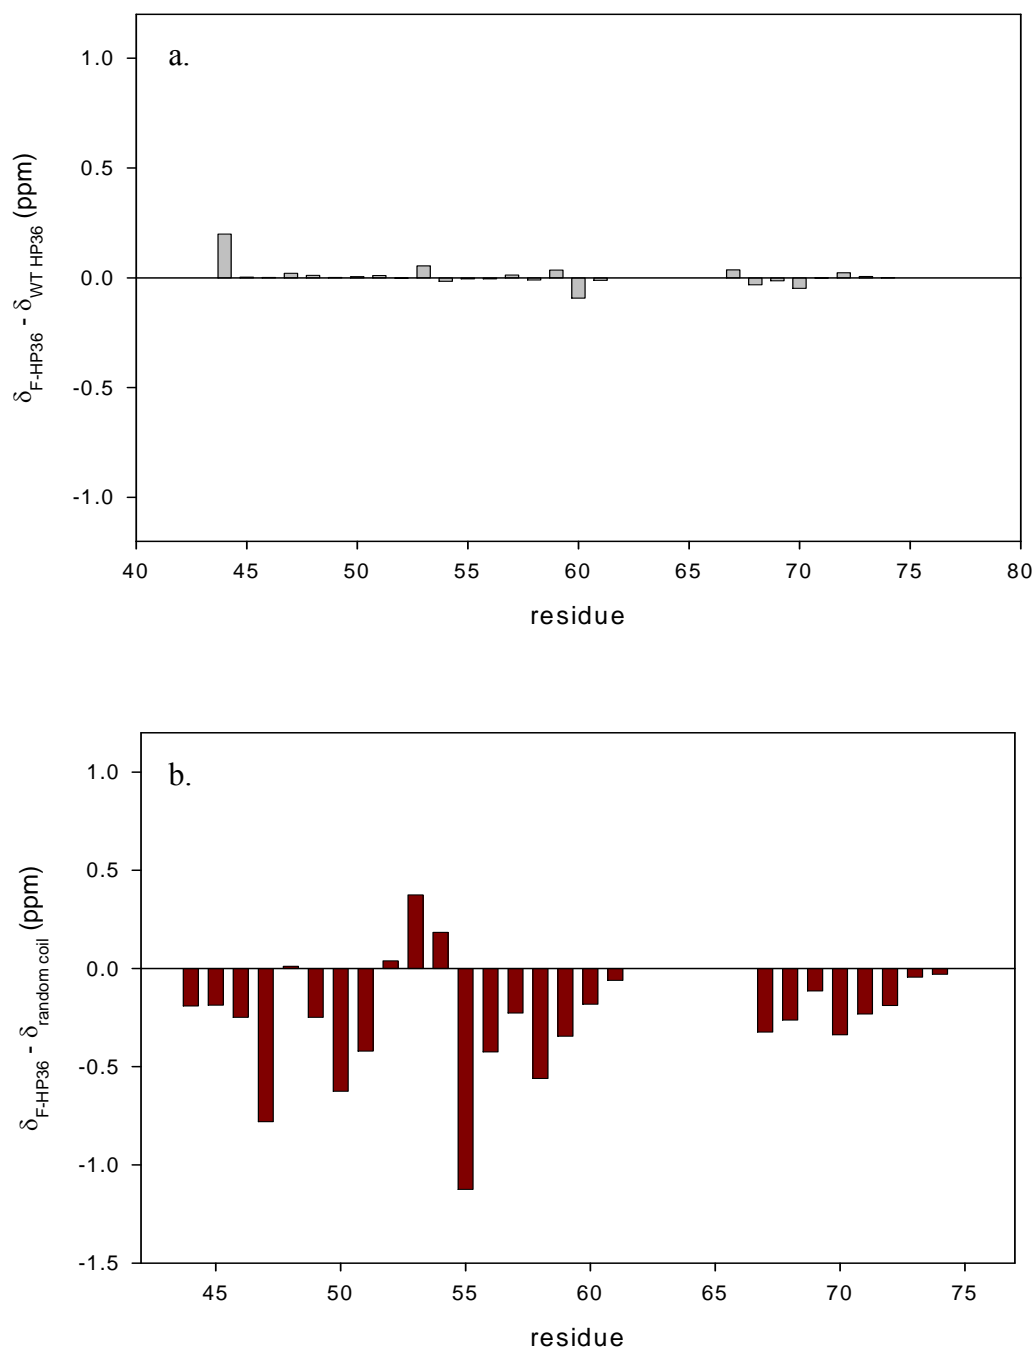 a.
δF-HP36 - δWT HP36 (ppm)
1.0
0.5
0.0
-0.5
-1.0
40 45 50 55 60 65 70 75 80
residue
b.
δF-HP36 - δrandom coil (ppm)
1.0
0.5
0.0
-0.5
-1.0
-1.5
45 50 55 60 65 70 75
residue